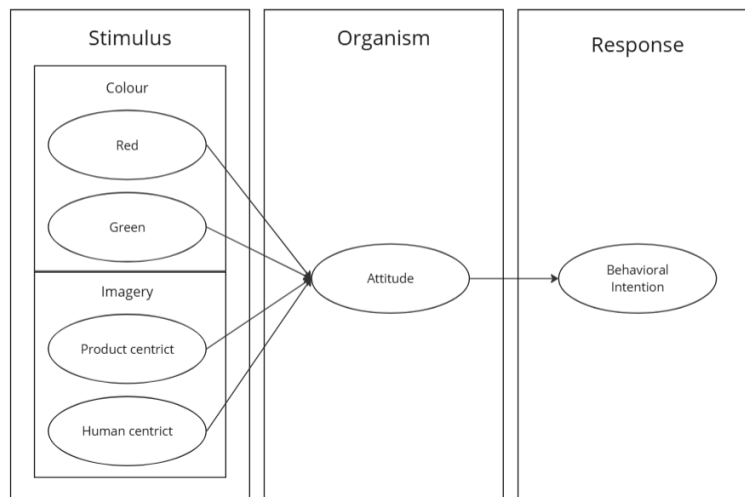 Stimulus
Organism
Response
Colour
Red
Green
Imagery
Product centrict
Human centrict
Attitude
Behavioral
Intention